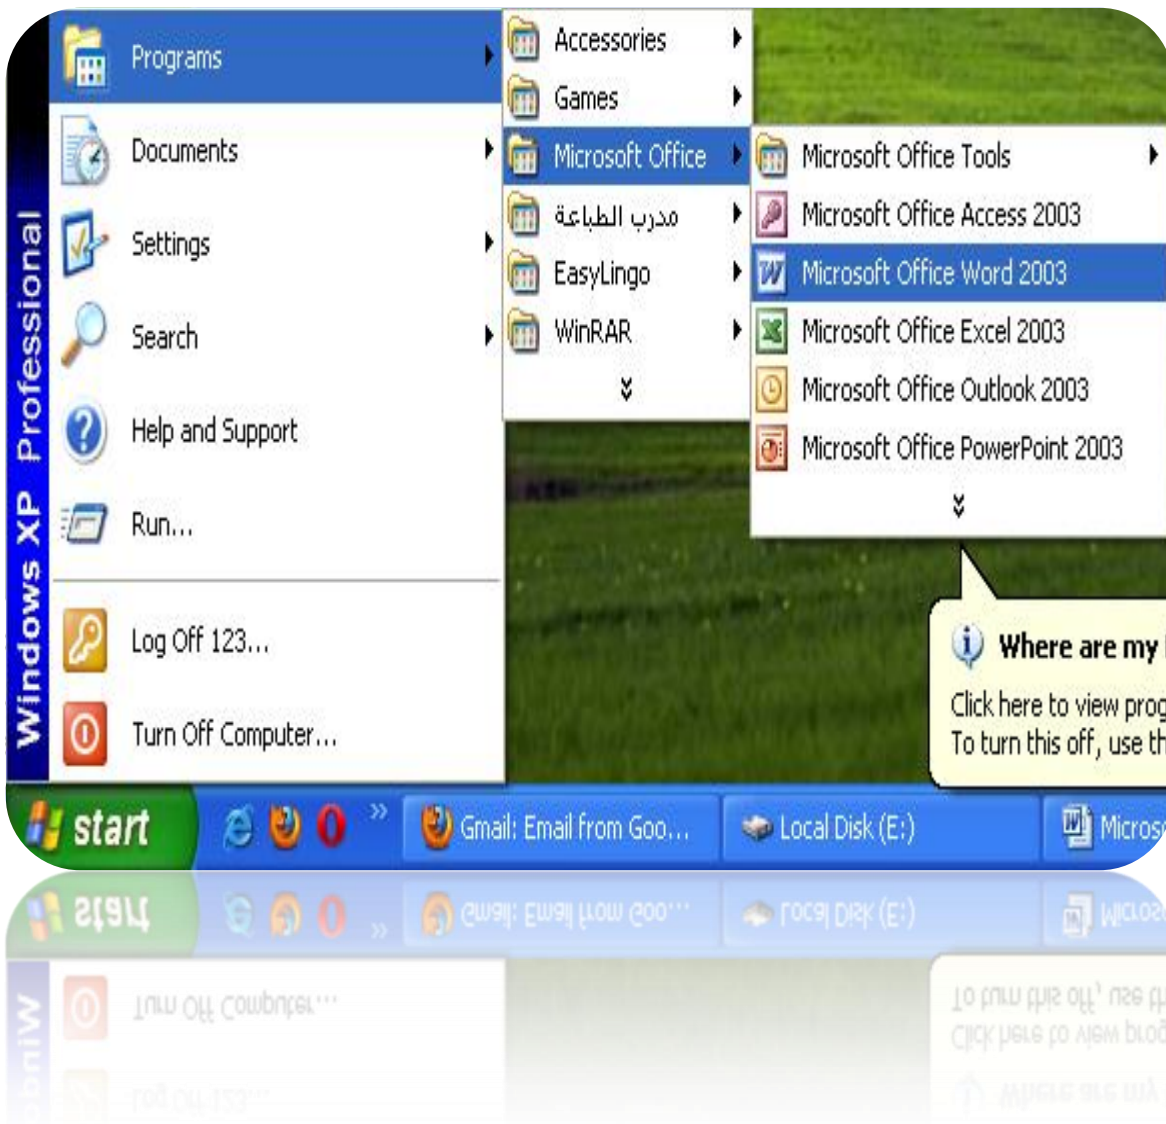 Windows XP Professional
Programs
Documents
Settings
Search
Help and Support
Run...
Log Off 123...
Turn Off Computer...
Accessories
Games
Microsoft Office
مدرب الطباعة
EasyLingo
WinRAR
Microsoft Office Tools
Microsoft Office Access 2003
Microsoft Office Word 2003
Microsoft Office Excel 2003
Microsoft Office Outlook 2003
Microsoft Office PowerPoint 2003
Where are my
Click here to view prog
To turn this off, use th
start
Gmail: Email from Goo...
Local Disk (E:)
Microso